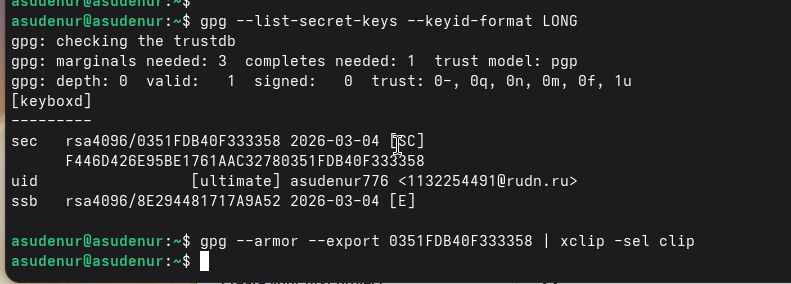 asudenur@asudenur:~$
asudenur@asudenur:~$ gpg --list-secret-keys --keyid-format LONG
gpg: checking the trustdb
gpg: marginals needed: 3  completes needed: 1  trust model: pgp
gpg: depth: 0  valid:   1  signed:   0  trust: 0-, 0q, 0n, 0m, 0f, 1u
[keyboxd]
---------
sec   rsa4096/0351FDB40F333358 2026-03-04 [SC]
      F446D426E95BE1761AAC32780351FDB40F333358
uid                 [ultimate] asudenur776 <1132254491@rudn.ru>
ssb   rsa4096/8E294481717A9A52 2026-03-04 [E]

asudenur@asudenur:~$ gpg --armor --export 0351FDB40F333358 | xclip -sel clip
asudenur@asudenur:~$